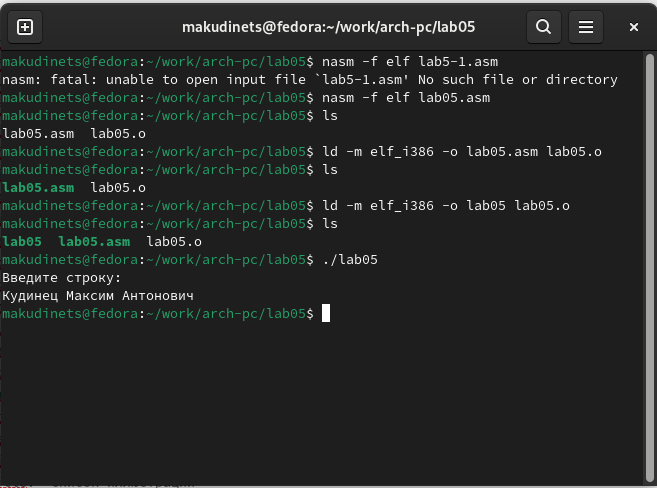 makudinets@fedora:~/work/arch-pc/lab05
makudinets@fedora:~/work/arch-pc/lab05$ nasm -f elf lab5-1.asm
nasm: fatal: unable to open input file `lab5-1.asm' No such file or directory
makudinets@fedora:~/work/arch-pc/lab05$ nasm -f elf lab05.asm
makudinets@fedora:~/work/arch-pc/lab05$ ls
lab05.asm  lab05.o
makudinets@fedora:~/work/arch-pc/lab05$ ld -m elf_i386 -o lab05.asm lab05.o
makudinets@fedora:~/work/arch-pc/lab05$ ls
lab05.asm  lab05.o
makudinets@fedora:~/work/arch-pc/lab05$ ld -m elf_i386 -o lab05 lab05.o
makudinets@fedora:~/work/arch-pc/lab05$ ls
lab05  lab05.asm  lab05.o
makudinets@fedora:~/work/arch-pc/lab05$ ./lab05
Введите строку:
Кудинец Максим Антонович
makudinets@fedora:~/work/arch-pc/lab05$